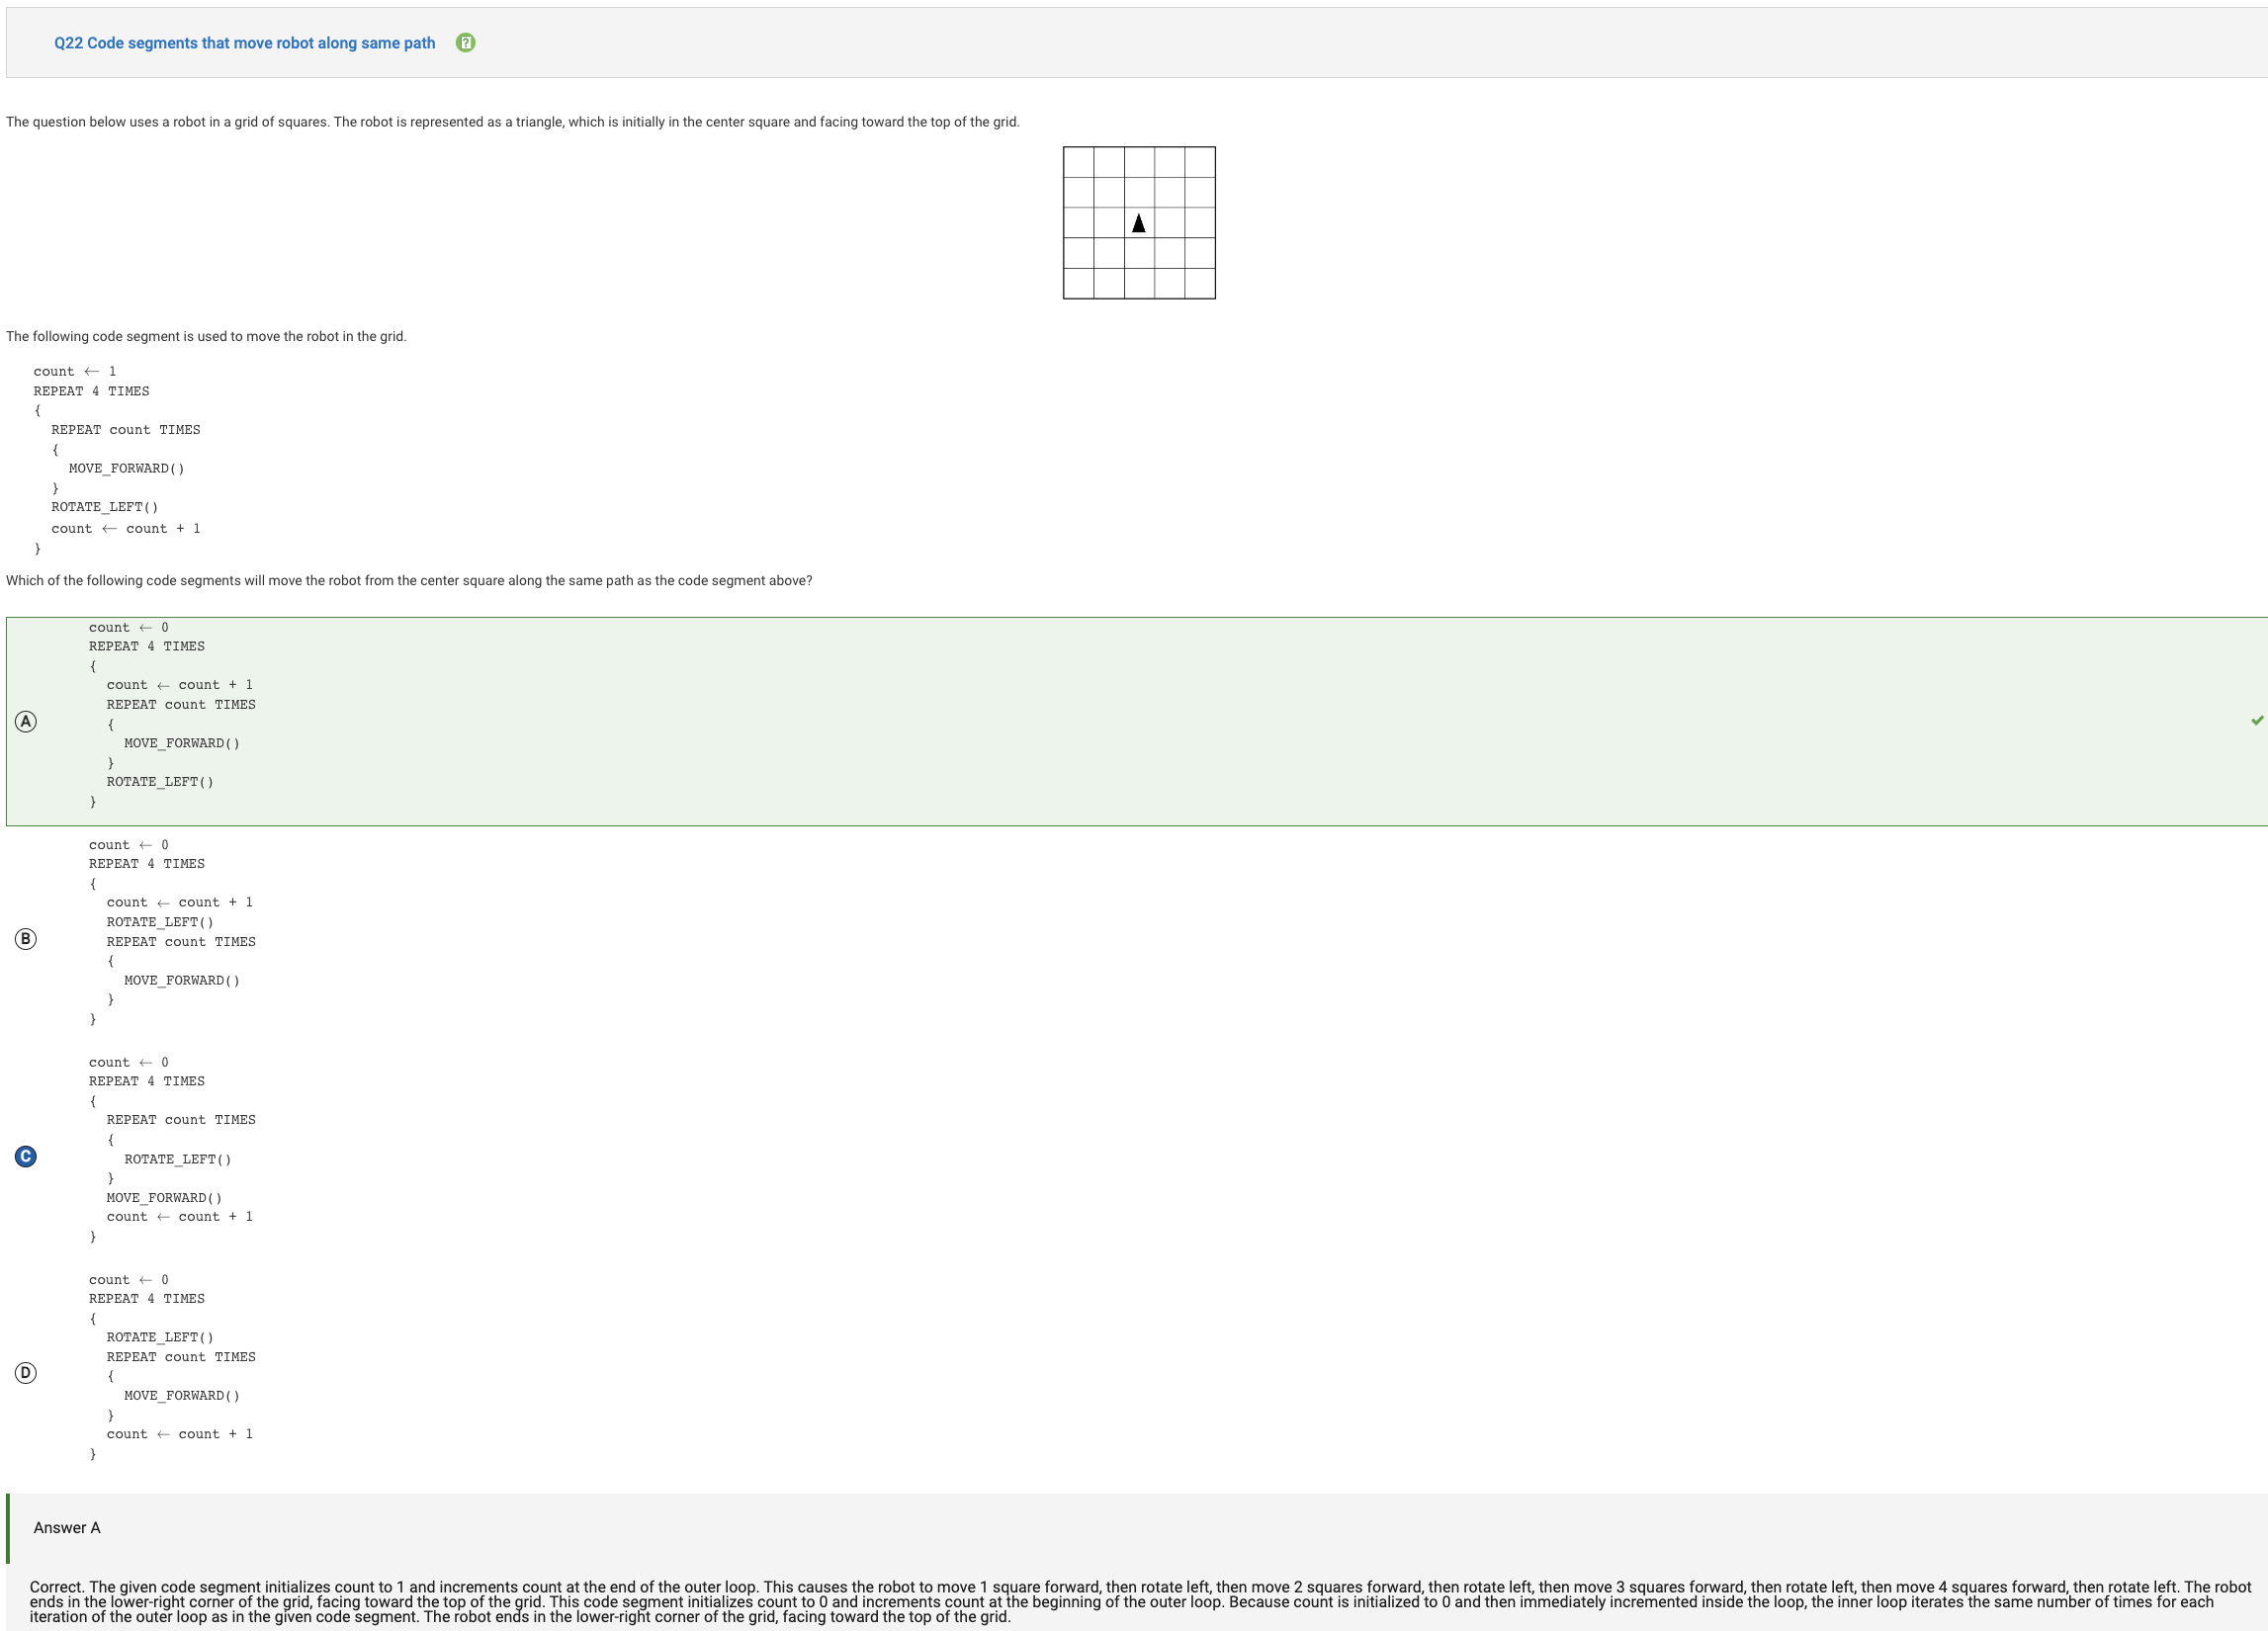 Q22 Code segments that move robot along same path
The question below uses a robot in a grid of squares. The robot is represented as a triangle, which is initially in the center square and facing toward the top of the grid.
The following code segment is used to move the robot in the grid.
count ← 1
REPEAT 4 TIMES
{
REPEAT count TIMES
{
MOVE_FORWARD()
}
ROTATE_LEFT()
count ← count + 1
}
Which of the following code segments will move the robot from the center square along the same path as the code segment above?
count ← 0
REPEAT 4 TIMES
{
count ← count + 1
REPEAT count TIMES
{
A
MOVE_FORWARD()
}
ROTATE_LEFT()
}
count ← 0
REPEAT 4 TIMES
{
count ← count + 1
ROTATE_LEFT()
B
REPEAT count TIMES
{
MOVE_FORWARD()
}
}
count ← 0
REPEAT 4 TIMES
{
REPEAT count TIMES
{
C
ROTATE_LEFT()
}
MOVE_FORWARD()
count ← count + 1
}
count ← 0
REPEAT 4 TIMES
{
ROTATE_LEFT()
REPEAT count TIMES
D
{
MOVE_FORWARD()
}
count ← count + 1
}
Answer A
Correct. The given code segment initializes count to 1 and increments count at the end of the outer loop. This causes the robot to move 1 square forward, then rotate left, then move 2 squares forward, then rotate left, then move 3 squares forward, then rotate left, then move 4 squares forward, then rotate left. The robot
ends in the lower-right corner of the grid, facing toward the top of the grid. This code segment initializes count to 0 and increments count at the beginning of the outer loop. Because count is initialized to 0 and then immediately incremented inside the loop, the inner loop iterates the same number of times for each
iteration of the outer loop as in the given code segment. The robot ends in the lower-right corner of the grid, facing toward the top of the grid.